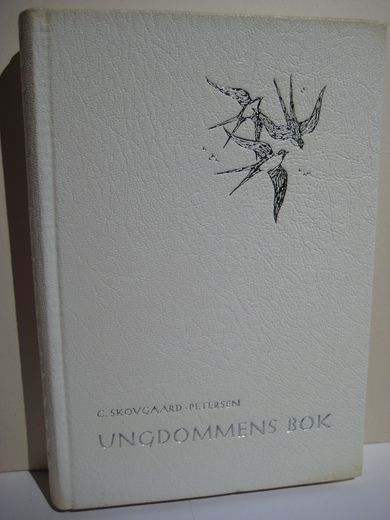 C. SKOVGAARD-PETERSEN
UNGDOMMENS BOK